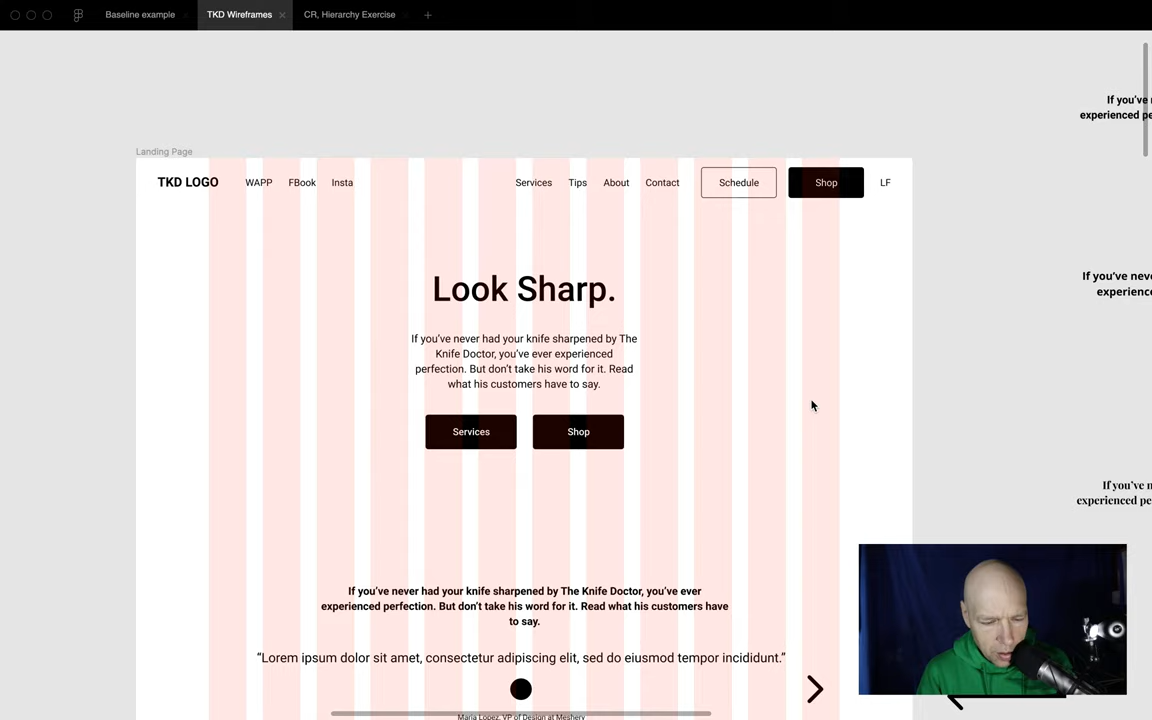 Baseline example
TKD Wireframes
CR, Hierarchy Exercise
If you've
experienced pe
Landing Page
TKD LOGO WAPP FBook Insta Services Tips About Contact Schedule Shop LF
Look Sharp.
If you've never had your knife sharpened by The
Knife Doctor, you've ever experienced
perfection. But don't take his word for it. Read
what his customers have to say.
If you've nev
experienc
Services Shop
If you've n
experienced pe
If you've never had your knife sharpened by The Knife Doctor, you've ever
experienced perfection. But don't take his word for it. Read what his customers have
to say.
“Lorem ipsum dolor sit amet, consectetur adipiscing elit, sed do eiusmod tempor incididunt.”
Maria Lopez, VP of Design at Meshery